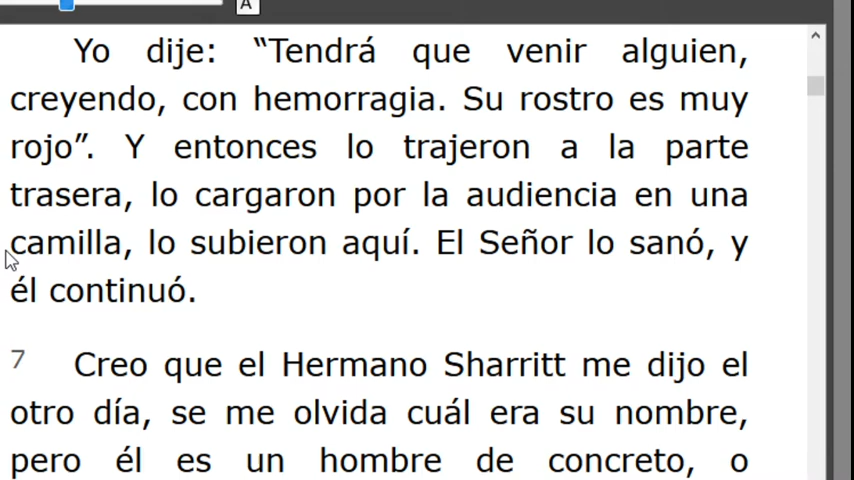 A
Yo dije: “Tendrá que venir alguien,
creyendo, con hemorragia. Su rostro es muy
rojo”. Y entonces lo trajeron a la parte
trasera, lo cargaron por la audiencia en una
camilla, lo subieron aquí. El Señor lo sanó, y
él continuó.
7 Creo que el Hermano Sharritt me dijo el
otro día, se me olvida cuál era su nombre,
pero él es un hombre de concreto, o